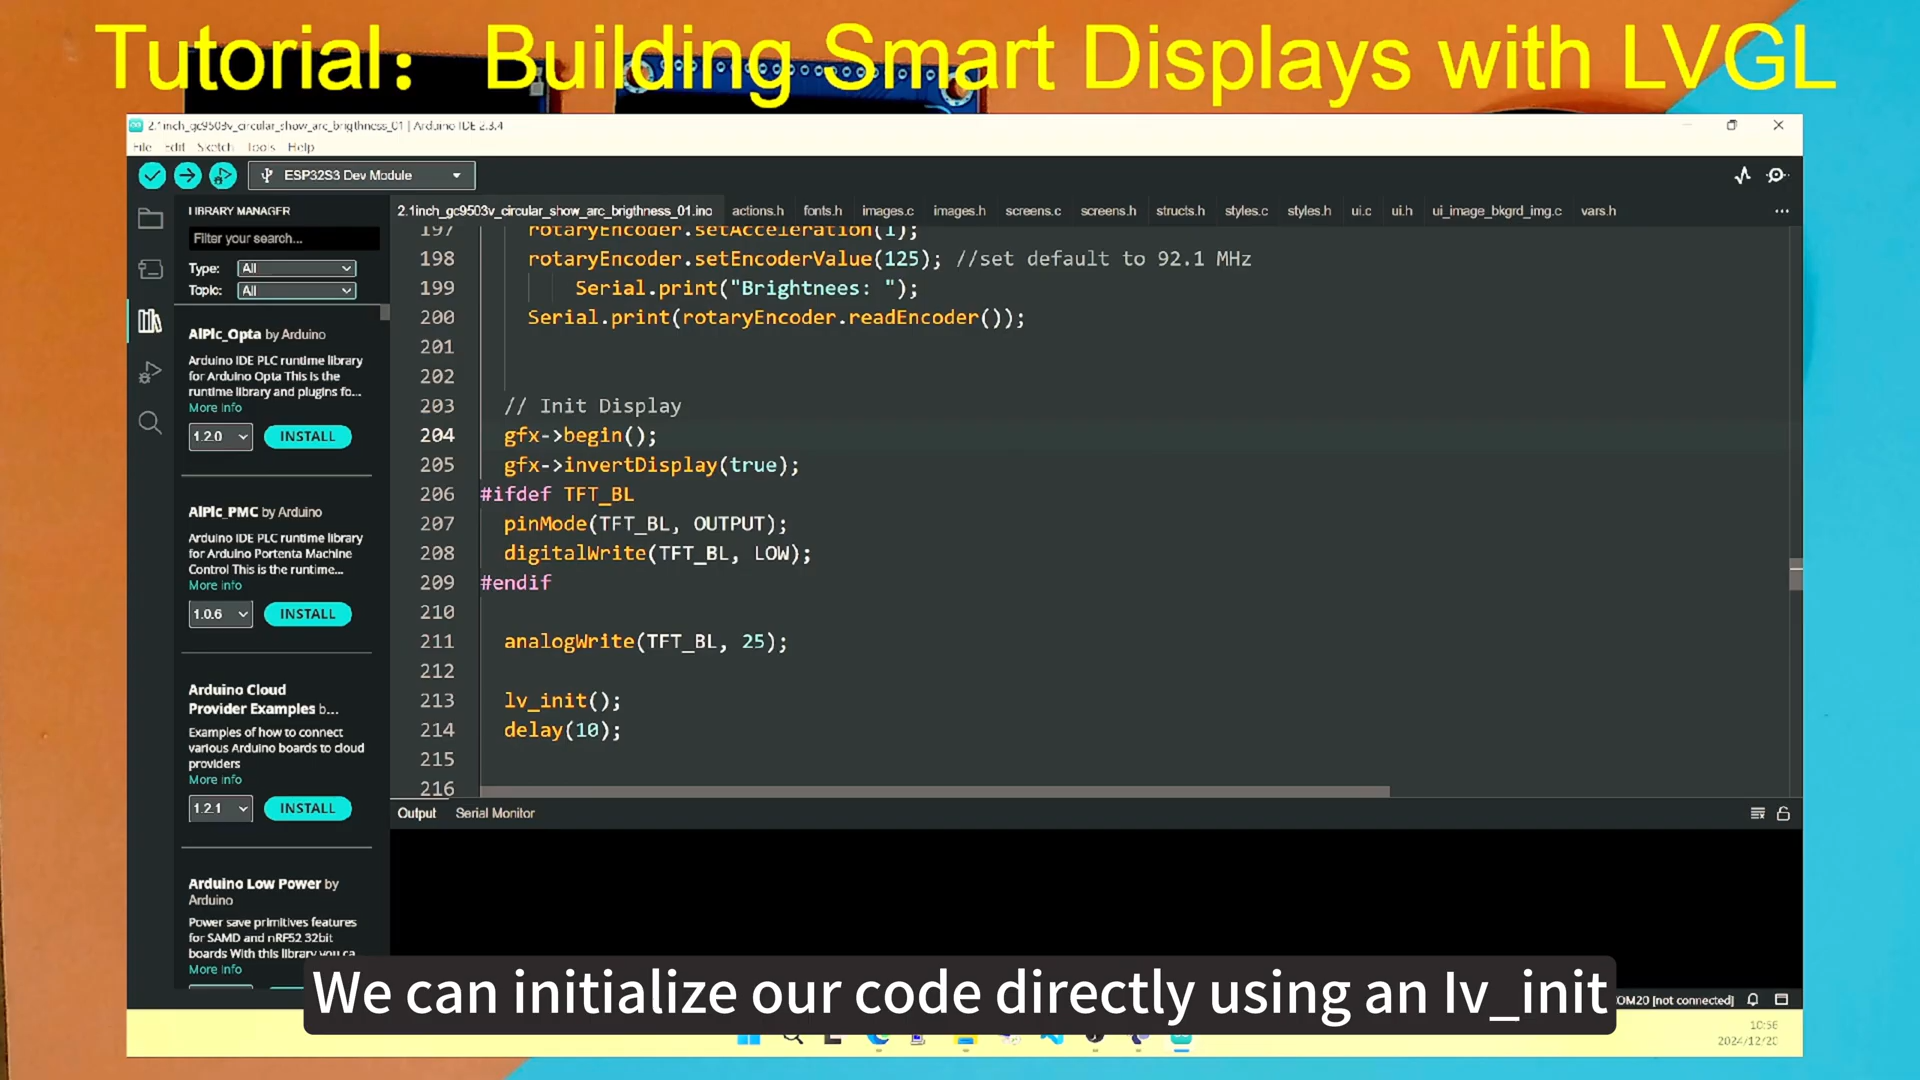 Tutorial： Building Smart Displays with LVGL
2.1inch_gc9503v_circular_show_arc_brigthness_01 | Arduino IDE 2.3.4
File Edit Sketch Tools Help
ESP32S3 Dev Module
LIBRARY MANAGER
Filter your search...
Type: All
Topic: All
AlPlc_Opta by Arduino
Arduino IDE PLC runtime library
for Arduino Opta This is the
runtime library and plugins fo...
More info
1.2.0 INSTALL
AlPlc_PMC by Arduino
Arduino IDE PLC runtime library
for Arduino Portenta Machine
Control This is the runtime...
More info
1.0.6 INSTALL
Arduino Cloud
Provider Examples b...
Examples of how to connect
various Arduino boards to cloud
providers
More info
1.2.1 INSTALL
Arduino Low Power by
Arduino
Power save primitives features
for SAMD and nRF52 32bit
boards With this library you ca
More info
2.1inch_gc9503v_circular_show_arc_brigthness_01.ino actions.h fonts.h images.c images.h screens.c screens.h structs.h styles.c styles.h ui.c ui.h ui_image_bkgrd_img.c vars.h
197 rotaryEncoder.setAcceleration(1);
198 rotaryEncoder.setEncoderValue(125); //set default to 92.1 MHz
199 Serial.print("Brightnees: ");
200 Serial.print(rotaryEncoder.readEncoder());
201
202
203 // Init Display
204 gfx->begin();
205 gfx->invertDisplay(true);
206 #ifdef TFT_BL
207 pinMode(TFT_BL, OUTPUT);
208 digitalWrite(TFT_BL, LOW);
209 #endif
210
211 analogWrite(TFT_BL, 25);
212
213 lv_init();
214 delay(10);
215
216
Output Serial Monitor
We can initialize our code directly using an Iv_init
OM20 [not connected]
10:56
2024/12/20